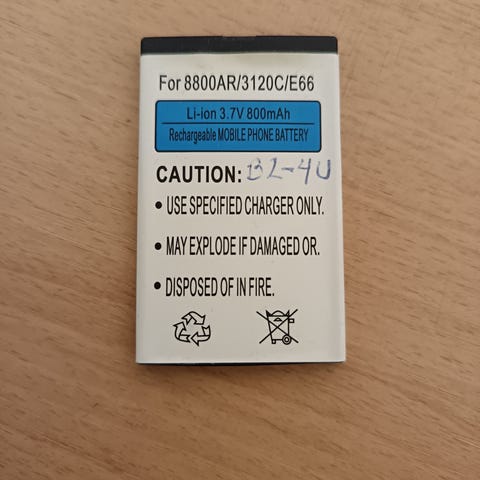 For 8800AR/3120C/E66
Li-ion 3.7V 800mAh
Rechargeable MOBILE PHONE BATTERY
CAUTION: BL-4U
• USE SPECIFIED CHARGER ONLY.
• MAY EXPLODE IF DAMAGED OR.
• DISPOSED OF IN FIRE.